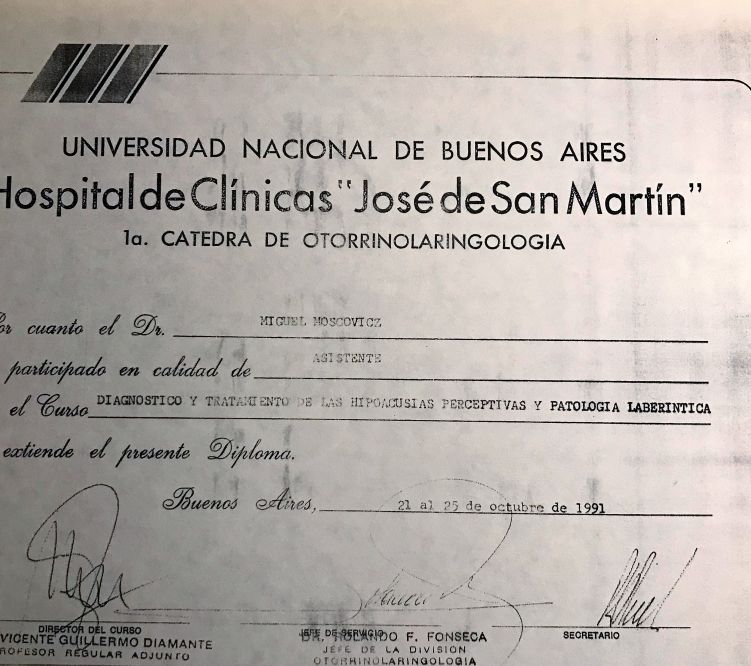 UNIVERSIDAD NACIONAL DE BUENOS AIRES
Hospital de Clínicas "José de San Martín"
1a. CATEDRA DE OTORRINOLARINGOLOGIA
or cuanto el Dr. MIGUEL MOSCOVICZ
participado en calidad de ASISTENTE
el Curso DIAGNOSTICO Y TRATAMIENTO DE LAS HIPOACUSIAS PERCEPTIVAS Y PATOLOGIA LABERINTICA
extiende el presente Diploma.
Buenos Aires, 21 al 25 de octubre de 1991
DIRECTOR DEL CURSO
VICENTE GUILLERMO DIAMANTE
ROFESOR REGULAR ADJUNTO
JEFE DE SERVICIO
DR. ROLANDO F. FONSECA
JEFE DE LA DIVISION
OTORRINOLARINGOLOGIA
SECRETARIO